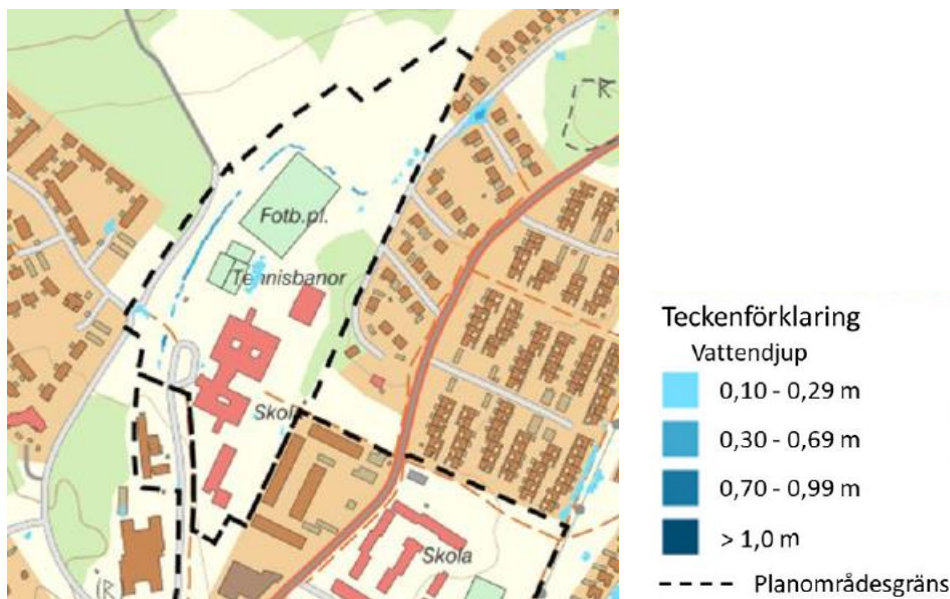 Fotb.pl.
Tennisbanor
Skola
Skola
R
R
Teckenförklaring
Vattendjup
0,10 - 0,29 m
0,30 - 0,69 m
0,70 - 0,99 m
> 1,0 m
Planområdesgräns